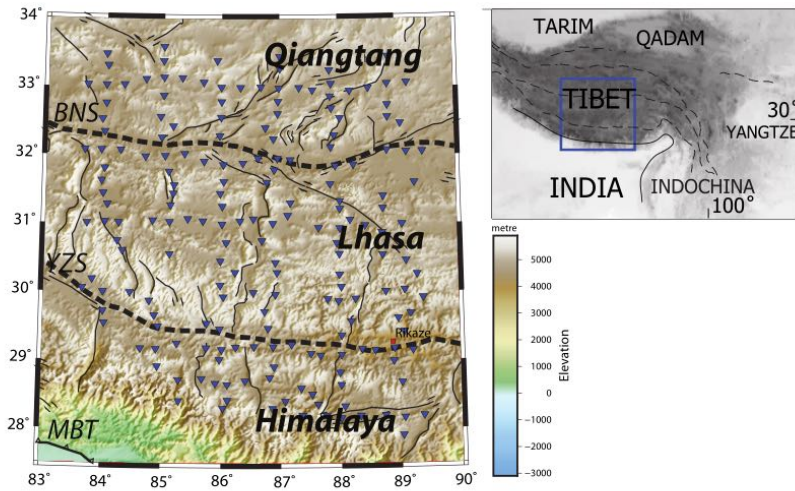 34°
33°
32°
31°
30°
29°
28°
83°
84°
85°
86°
87°
88°
89°
90°
Qiangtang
BNS
Lhasa
YZS
Rikaze
Himalaya
MBT
TARIM
QADAM
TIBET
30°
YANGTZE
INDIA
INDOCHINA
100°
metre
5000
4000
3000
2000
1000
0
−1000
−2000
−3000
Elevation